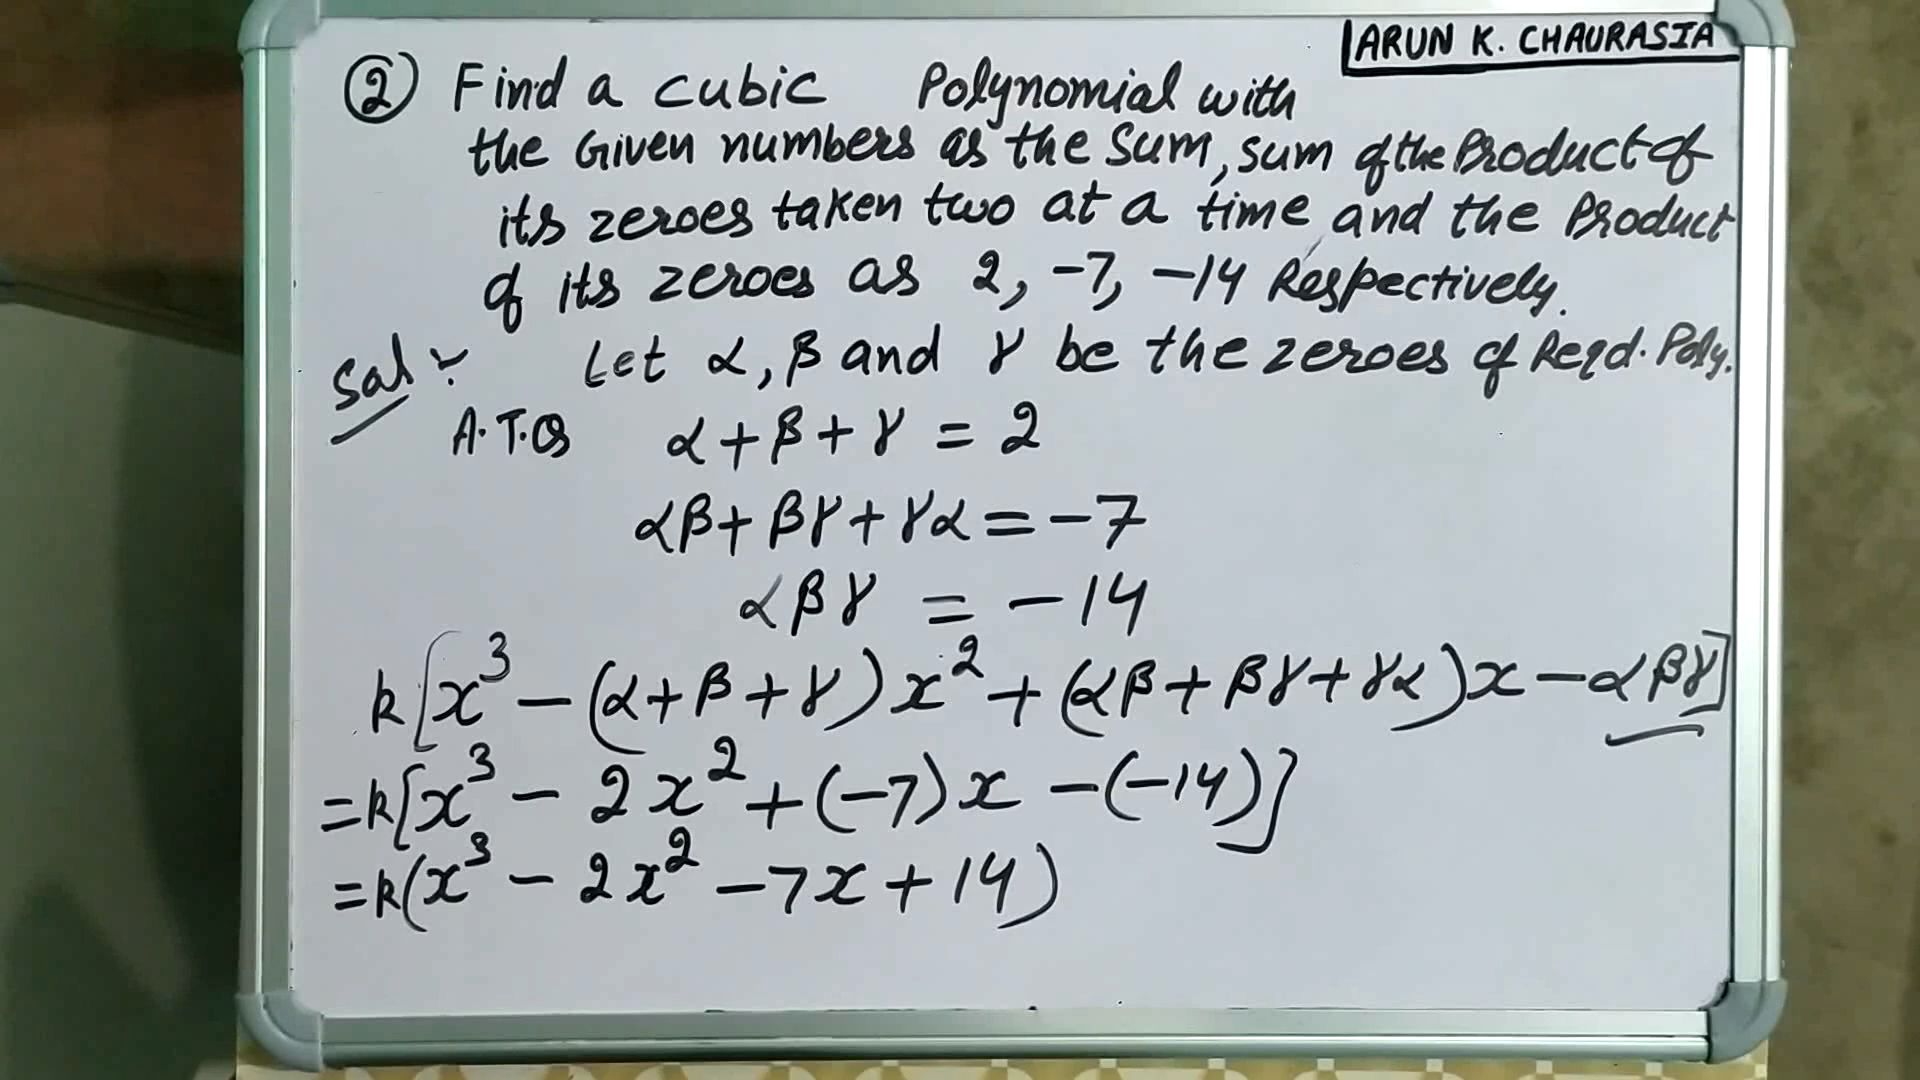 ARUN K. CHAURASIA
② Find a cubic Polynomial with
the Given numbers as the Sum, sum of the Product of
its zeroes taken two at a time and the Product
of its zeroes as 2, -7, -14 Respectively.
Sol :- Let α, β and γ be the zeroes of Reqd. Poly.
A.T.Q α + β + γ = 2
αβ + βγ + γα = -7
αβγ = -14
k[x³ - (α + β + γ)x² + (αβ + βγ + γα)x - αβγ]
= k[x³ - 2x² + (-7)x - (-14)]
= k(x³ - 2x² - 7x + 14)